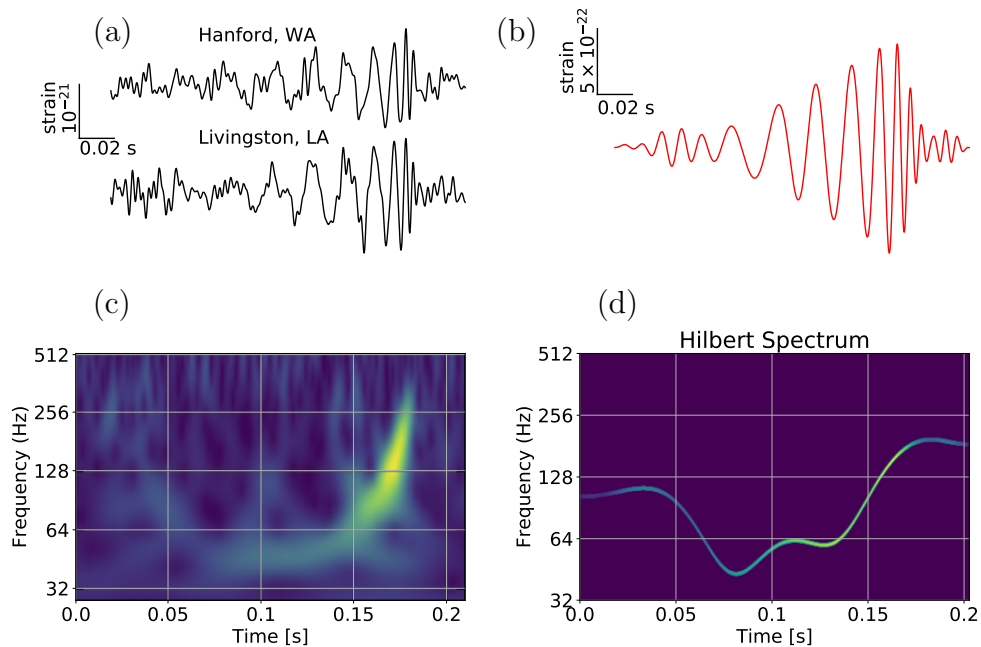 (a)
Hanford, WA
strain
10⁻²¹
0.02 s
Livingston, LA
(b)
strain
5 × 10⁻²²
0.02 s
(c)
512
256
128
64
32
Frequency (Hz)
0.0
0.05
0.1
0.15
0.2
Time [s]
(d)
Hilbert Spectrum
512
256
128
64
32
Frequency (Hz)
0.0
0.05
0.1
0.15
0.2
Time [s]